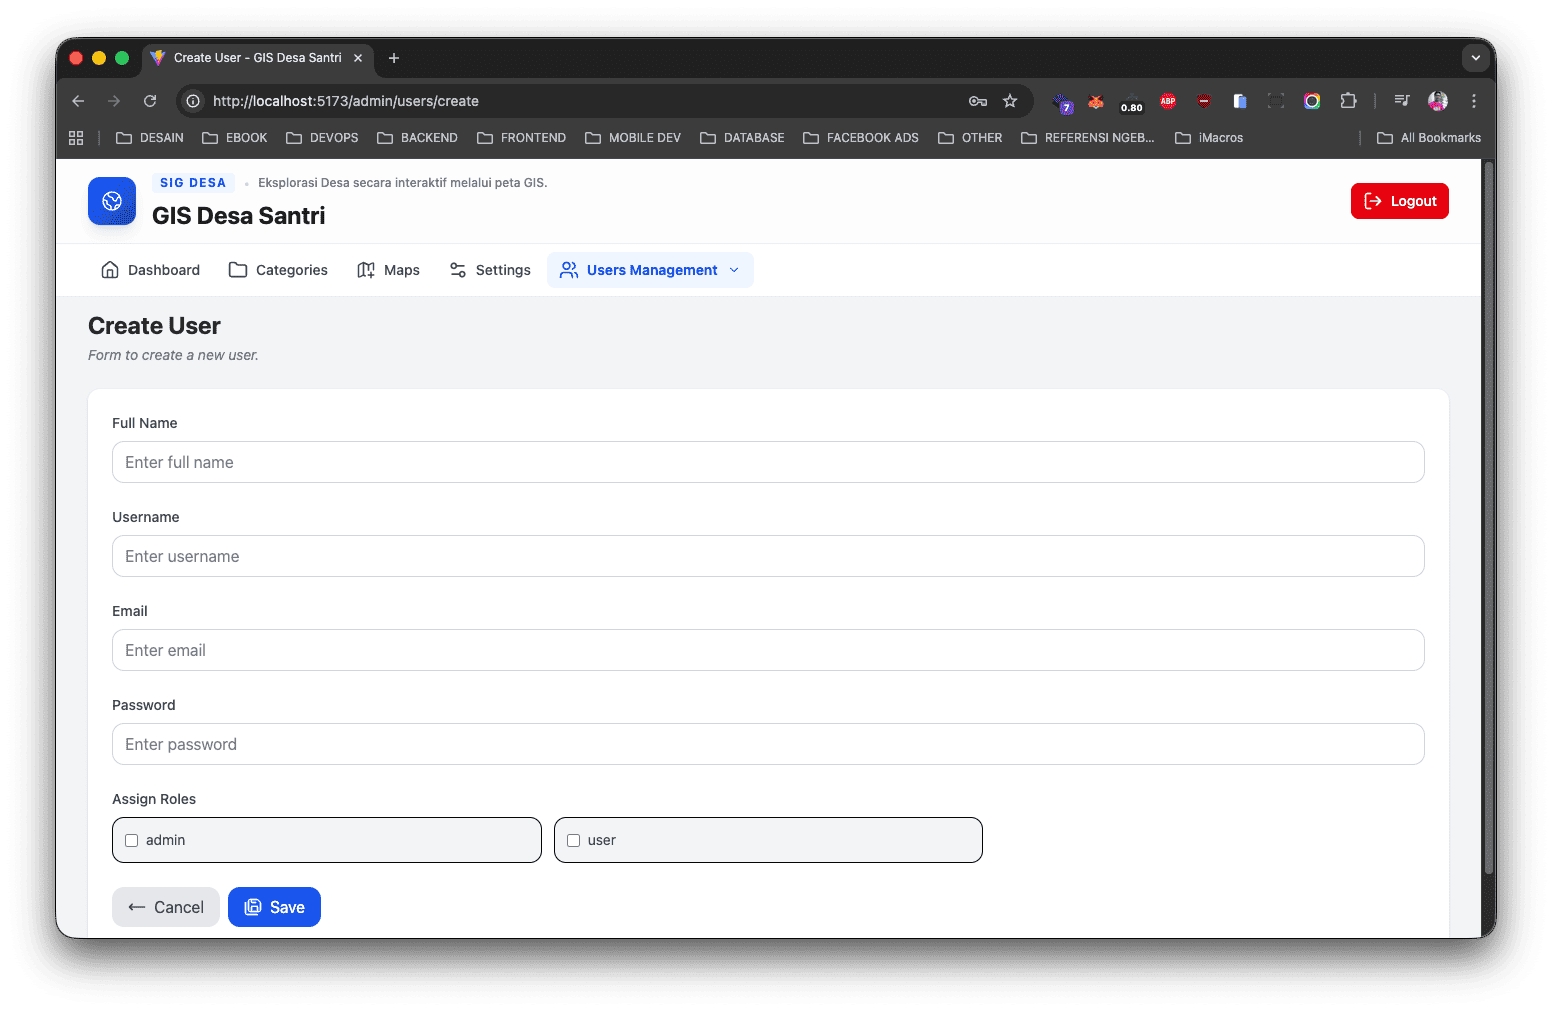 Create User - GIS Desa Santri
http://localhost:5173/admin/users/create
7
0.80
ABP
DESAIN
EBOOK
DEVOPS
BACKEND
FRONTEND
MOBILE DEV
DATABASE
FACEBOOK ADS
OTHER
REFERENSI NGEB...
iMacros
All Bookmarks
SIG DESA
Eksplorasi Desa secara interaktif melalui peta GIS.
GIS Desa Santri
Logout
Dashboard
Categories
Maps
Settings
Users Management
Create User
Form to create a new user.
Full Name
Enter full name
Username
Enter username
Email
Enter email
Password
Enter password
Assign Roles
admin
user
Cancel
Save